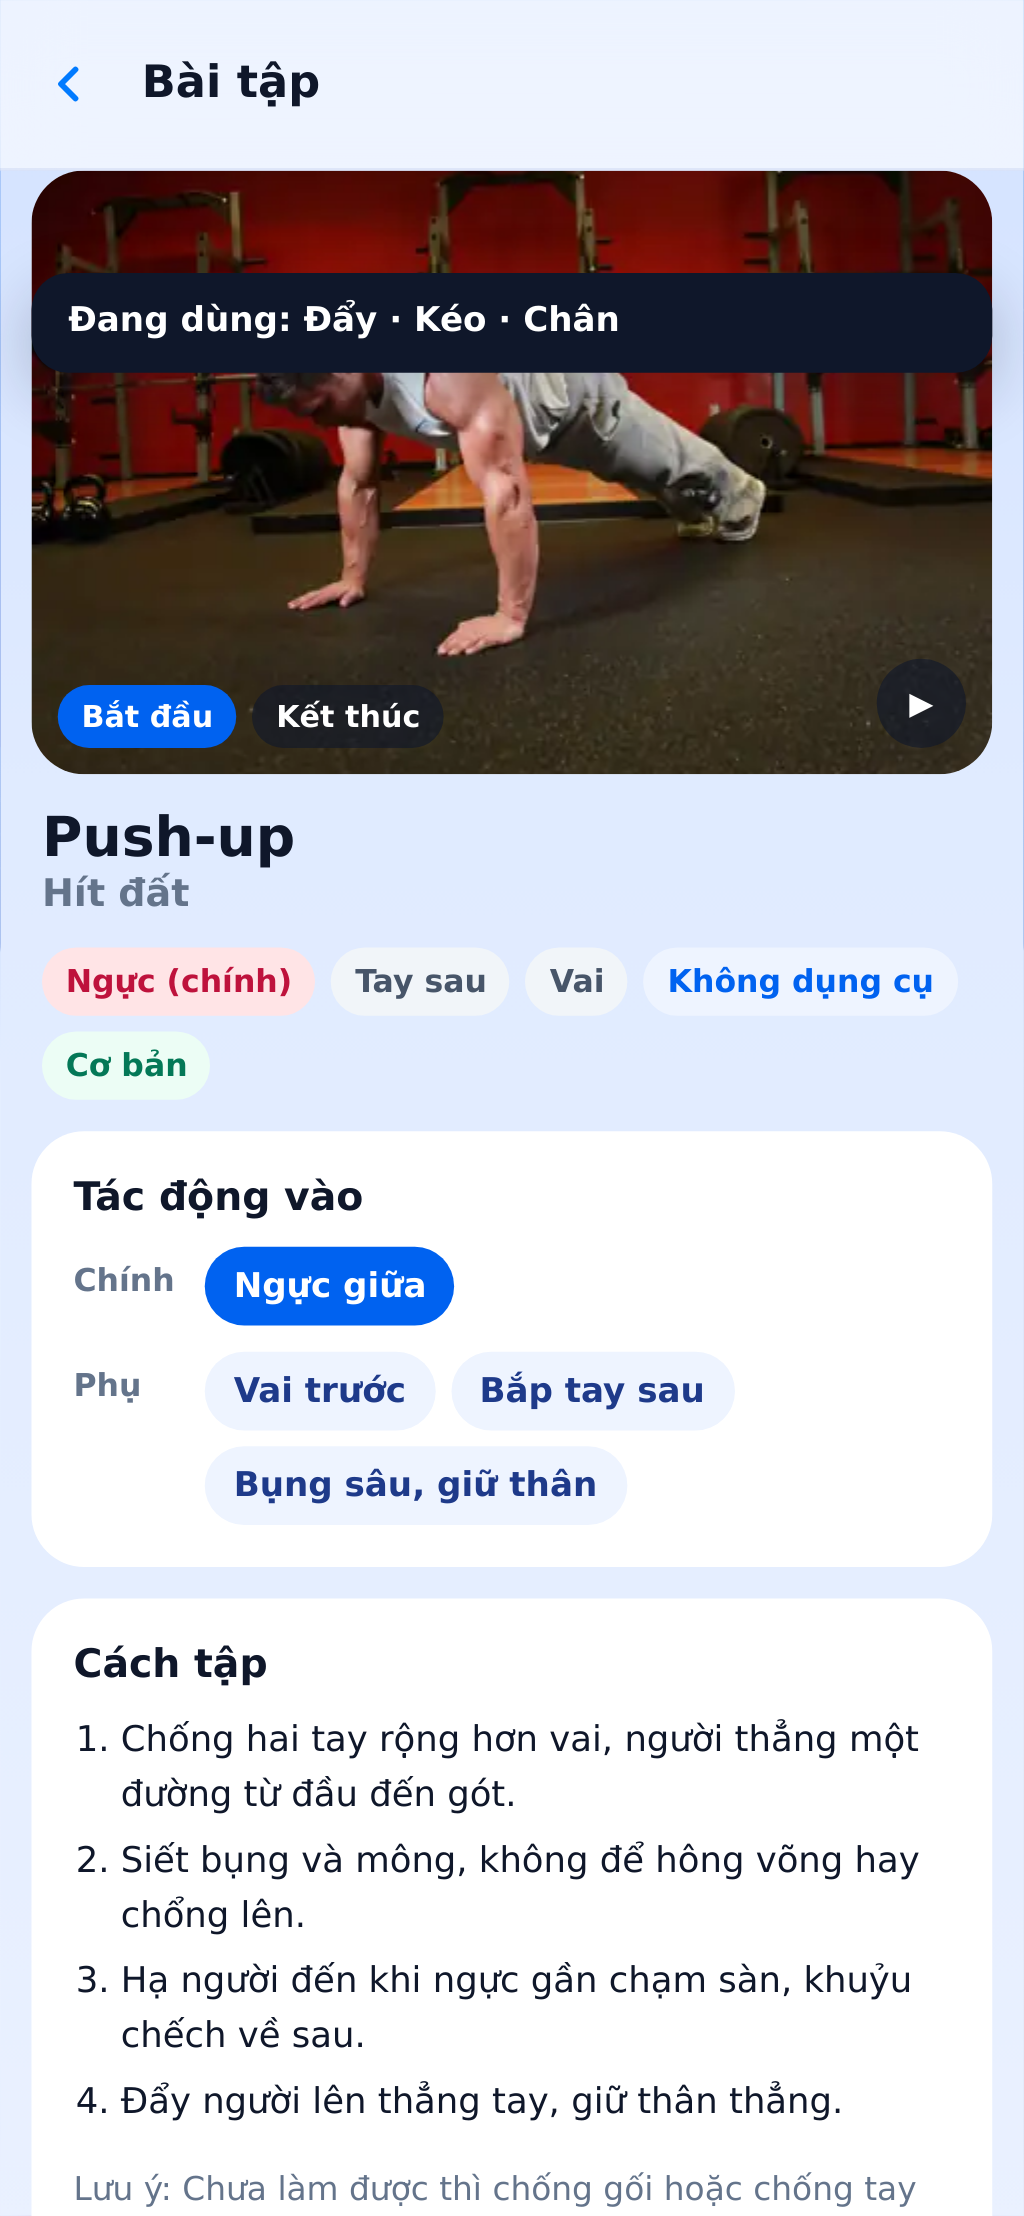 Bài tập
Đang dùng: Đẩy · Kéo · Chân
Bắt đầu
Kết thúc
Push-up
Hít đất
Ngực (chính)
Tay sau
Vai
Không dụng cụ
Cơ bản
Tác động vào
Chính
Ngực giữa
Phụ
Vai trước
Bắp tay sau
Bụng sâu, giữ thân
Cách tập
1. Chống hai tay rộng hơn vai, người thẳng một
đường từ đầu đến gót.
2. Siết bụng và mông, không để hông võng hay
chổng lên.
3. Hạ người đến khi ngực gần chạm sàn, khuỷu
chếch về sau.
4. Đẩy người lên thẳng tay, giữ thân thẳng.
Lưu ý: Chưa làm được thì chống gối hoặc chống tay